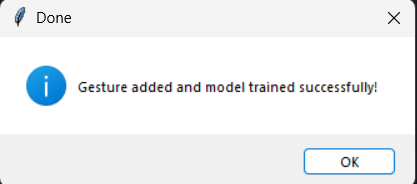 Done
Gesture added and model trained successfully!
OK